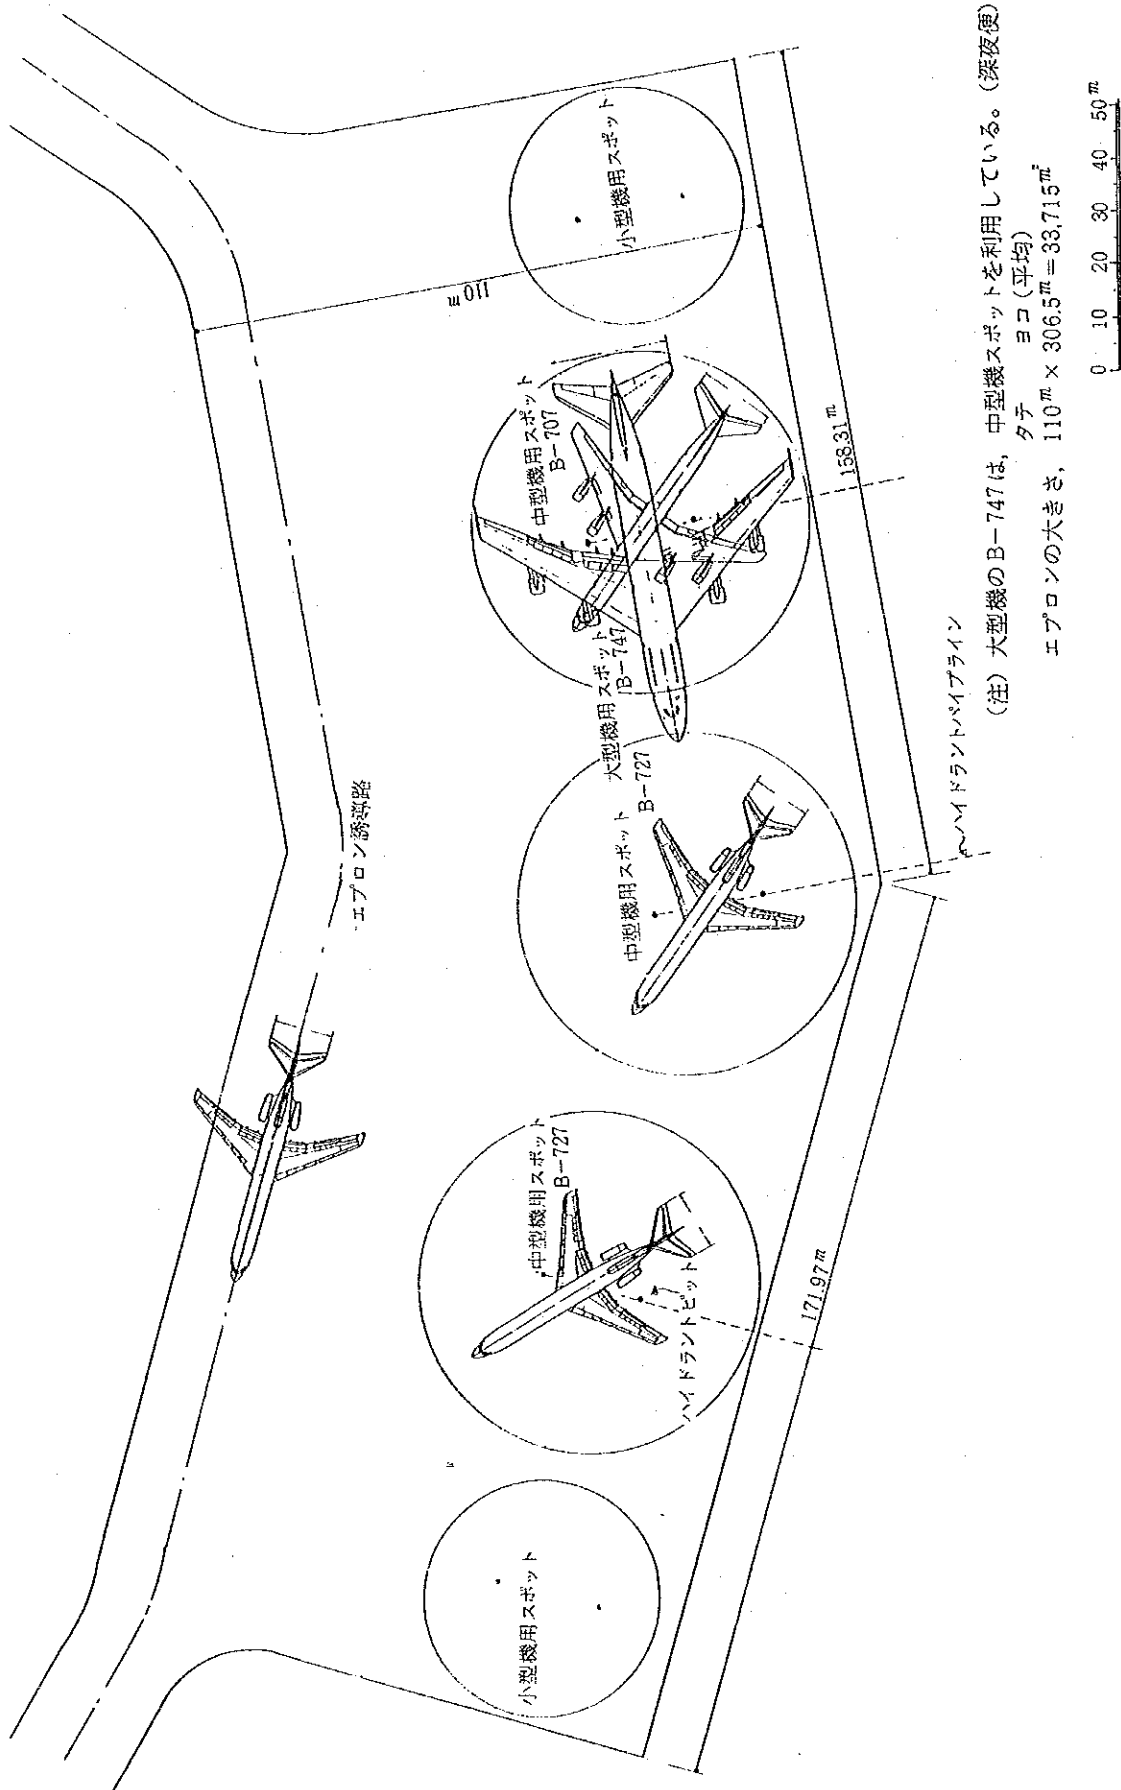 エプロン誘導路
110m
小型機用スポット
中型機用スポット
B-727
ハイドラントピット
中型機用スポット
B-727
大型機用スポット
B-747
中型機用スポット
B-707
小型機用スポット
171.97m
158.31m
ハイドラントパイプライン
(注) 大型機のB-747は, 中型機スポットを利用している。(深夜便)
タテ ヨコ(平均)
エプロンの大きさ, 110m × 306.5m = 33,715㎡
0 10 20 30 40 50m